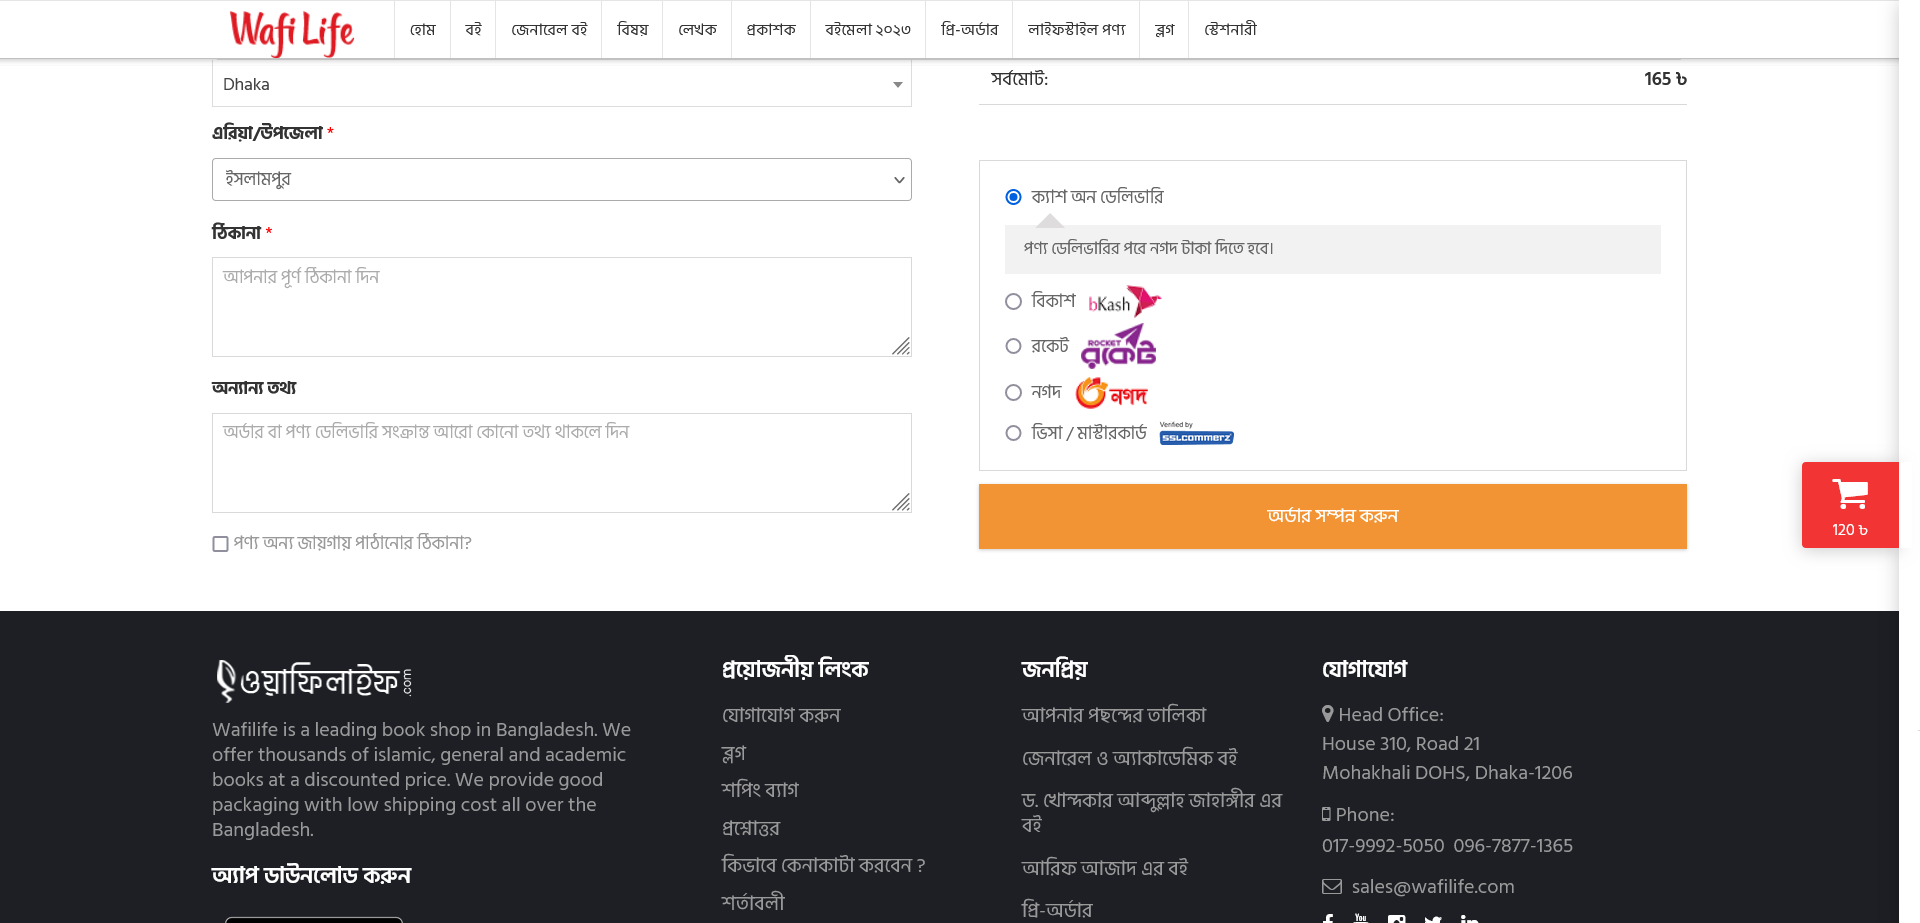 Wafi Life
হোম
বই
জেনারেল বই
বিষয়
লেখক
প্রকাশক
বইমেলা ২০২৩
প্রি-অর্ডার
লাইফস্টাইল পণ্য
ব্লগ
স্টেশনারী
Dhaka
এরিয়া/উপজেলা *
ইসলামপুর
ঠিকানা *
আপনার পূর্ণ ঠিকানা দিন
অন্যান্য তথ্য
অর্ডার বা পণ্য ডেলিভারি সংক্রান্ত আরো কোনো তথ্য থাকলে দিন
পণ্য অন্য জায়গায় পাঠানোর ঠিকানা?
সর্বমোট: 165 ৳
ক্যাশ অন ডেলিভারি
পণ্য ডেলিভারির পরে নগদ টাকা দিতে হবে।
বিকাশ bKash
রকেট ROCKET রকেট
নগদ নগদ
ভিসা / মাস্টারকার্ড Verified by SSLCOMMERZ
অর্ডার সম্পন্ন করুন
120 ৳
ওয়াফিলাইফ.com
Wafilife is a leading book shop in Bangladesh. We
offer thousands of islamic, general and academic
books at a discounted price. We provide good
packaging with low shipping cost all over the
Bangladesh.
অ্যাপ ডাউনলোড করুন
প্রয়োজনীয় লিংক
যোগাযোগ করুন
ব্লগ
শপিং ব্যাগ
প্রশ্নোত্তর
কিভাবে কেনাকাটা করবেন ?
শর্তাবলী
জনপ্রিয়
আপনার পছন্দের তালিকা
জেনারেল ও অ্যাকাডেমিক বই
ড. খোন্দকার আব্দুল্লাহ জাহাঙ্গীর এর
বই
আরিফ আজাদ এর বই
প্রি-অর্ডার
যোগাযোগ
Head Office:
House 310, Road 21
Mohakhali DOHS, Dhaka-1206
Phone:
017-9992-5050 096-7877-1365
sales@wafilife.com